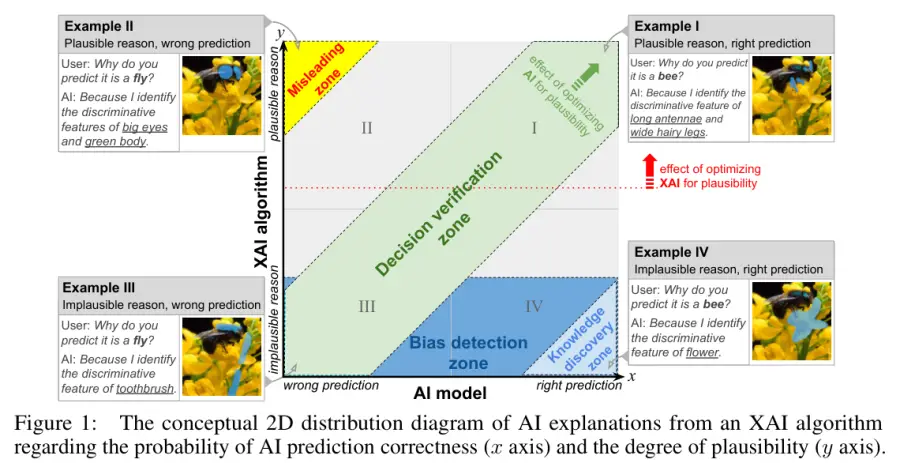 Example II
Plausible reason, wrong prediction
User: Why do you
predict it is a fly?
AI: Because I identify
the discriminative
features of big eyes
and green body.
Example I
Plausible reason, right prediction
User: Why do you predict
it is a bee?
AI: Because I identify the
discriminative feature of
long antennae and
wide hairy legs.
y
plausible reason
Misleading
zone
II
I
effect of optimizing
AI for plausibility
effect of optimizing
XAI for plausibility
XAI algorithm
Decision verification
zone
Example III
Implausible reason, wrong prediction
User: Why do you
predict it is a fly?
AI: Because I identify
the discriminative
feature of toothbrush.
Example IV
Implausible reason, right prediction
User: Why do you
predict it is a bee?
AI: Because I identify
the discriminative
feature of flower.
implausible reason
III
IV
Bias detection
zone
Knowledge
discovery
zone
wrong prediction
right prediction
x
AI model
Figure 1: The conceptual 2D distribution diagram of AI explanations from an XAI algorithm
regarding the probability of AI prediction correctness (x axis) and the degree of plausibility (y axis).